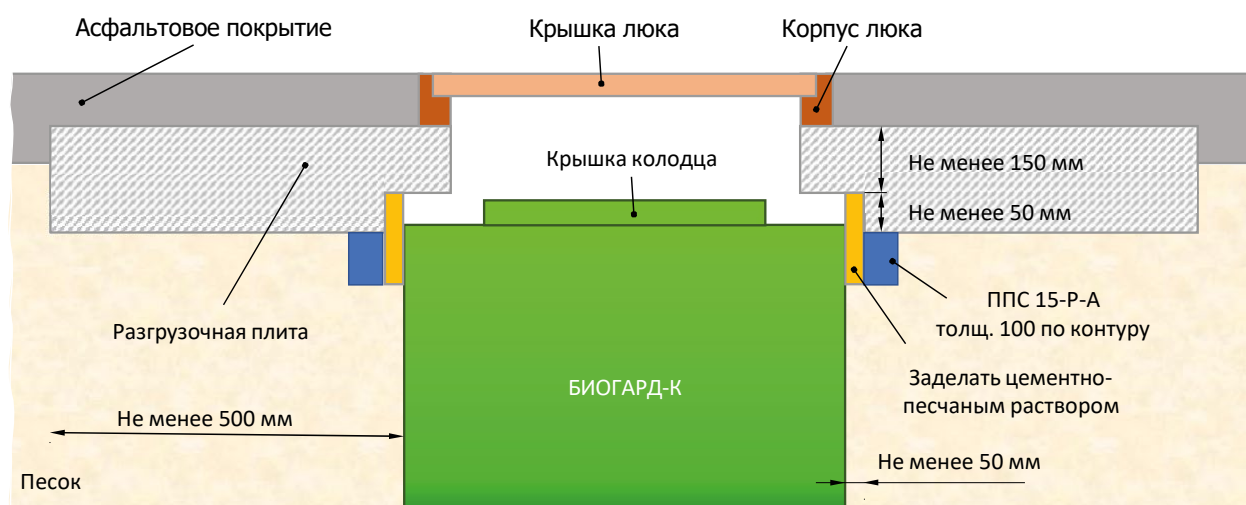 Асфальтовое покрытие
Крышка люка
Корпус люка
Крышка колодца
Не менее 150 мм
Не менее 50 мм
Разгрузочная плита
ППС 15-Р-А
толщ. 100 по контуру
БИОГАРД-К
Заделать цементно-
песчаным раствором
Не менее 500 мм
Не менее 50 мм
Песок